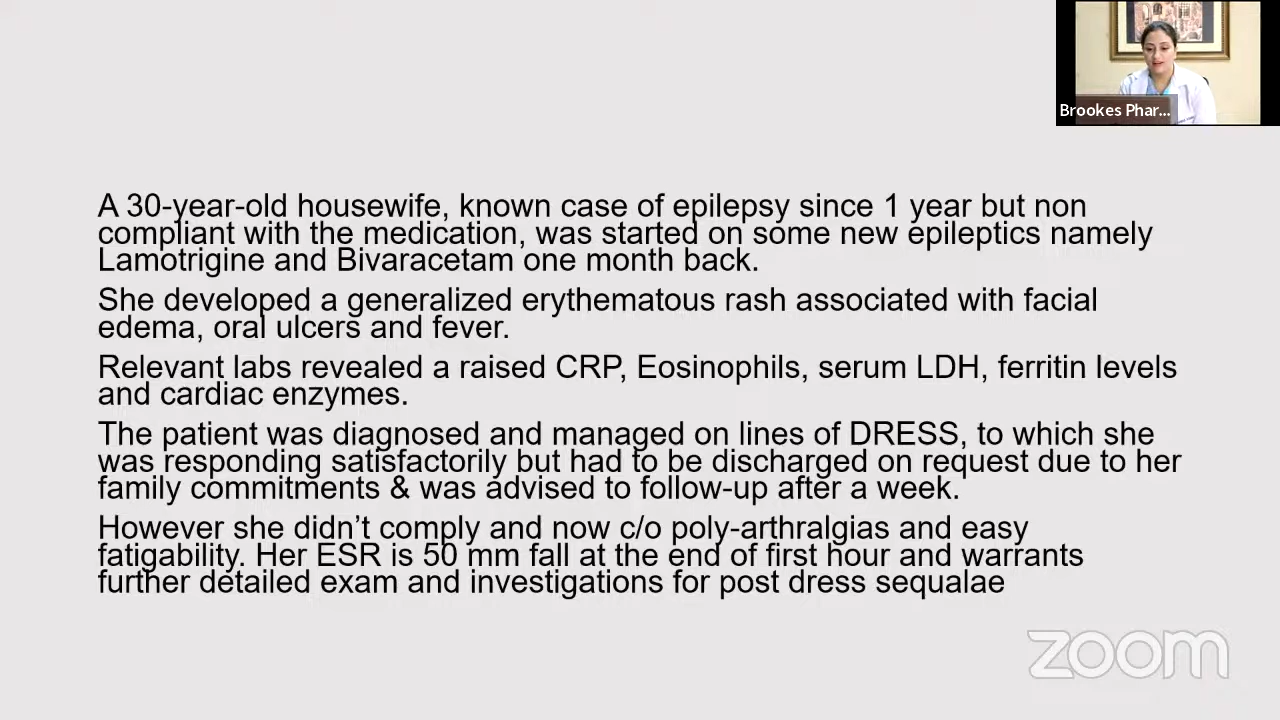 Brookes Phar...
A 30-year-old housewife, known case of epilepsy since 1 year but non
compliant with the medication, was started on some new epileptics namely
Lamotrigine and Bivaracetam one month back.
She developed a generalized erythematous rash associated with facial
edema, oral ulcers and fever.
Relevant labs revealed a raised CRP, Eosinophils, serum LDH, ferritin levels
and cardiac enzymes.
The patient was diagnosed and managed on lines of DRESS, to which she
was responding satisfactorily but had to be discharged on request due to her
family commitments & was advised to follow-up after a week.
However she didn't comply and now c/o poly-arthralgias and easy
fatigability. Her ESR is 50 mm fall at the end of first hour and warrants
further detailed exam and investigations for post dress sequalae
zoom